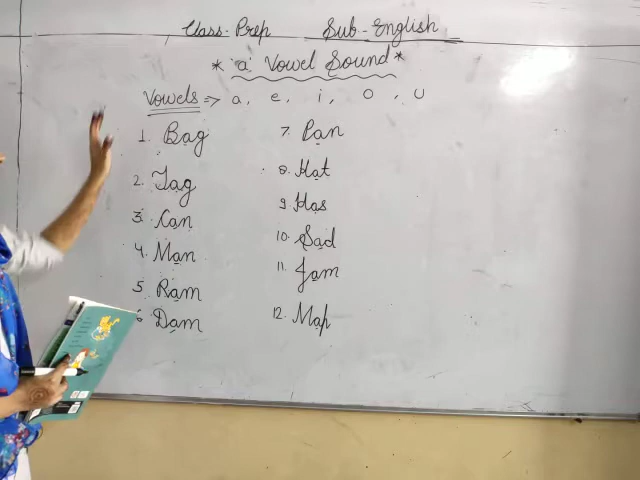 Class- Prep Sub- English
* 'a' Vowel Sound *
Vowels => a, e, i, o, u
1. Bag
2. Tag
3. Can
4. Man
5. Ram
6 Dam
7. Pan
8. Hat
9. Has
10. Sad
11. Jam
12. Map